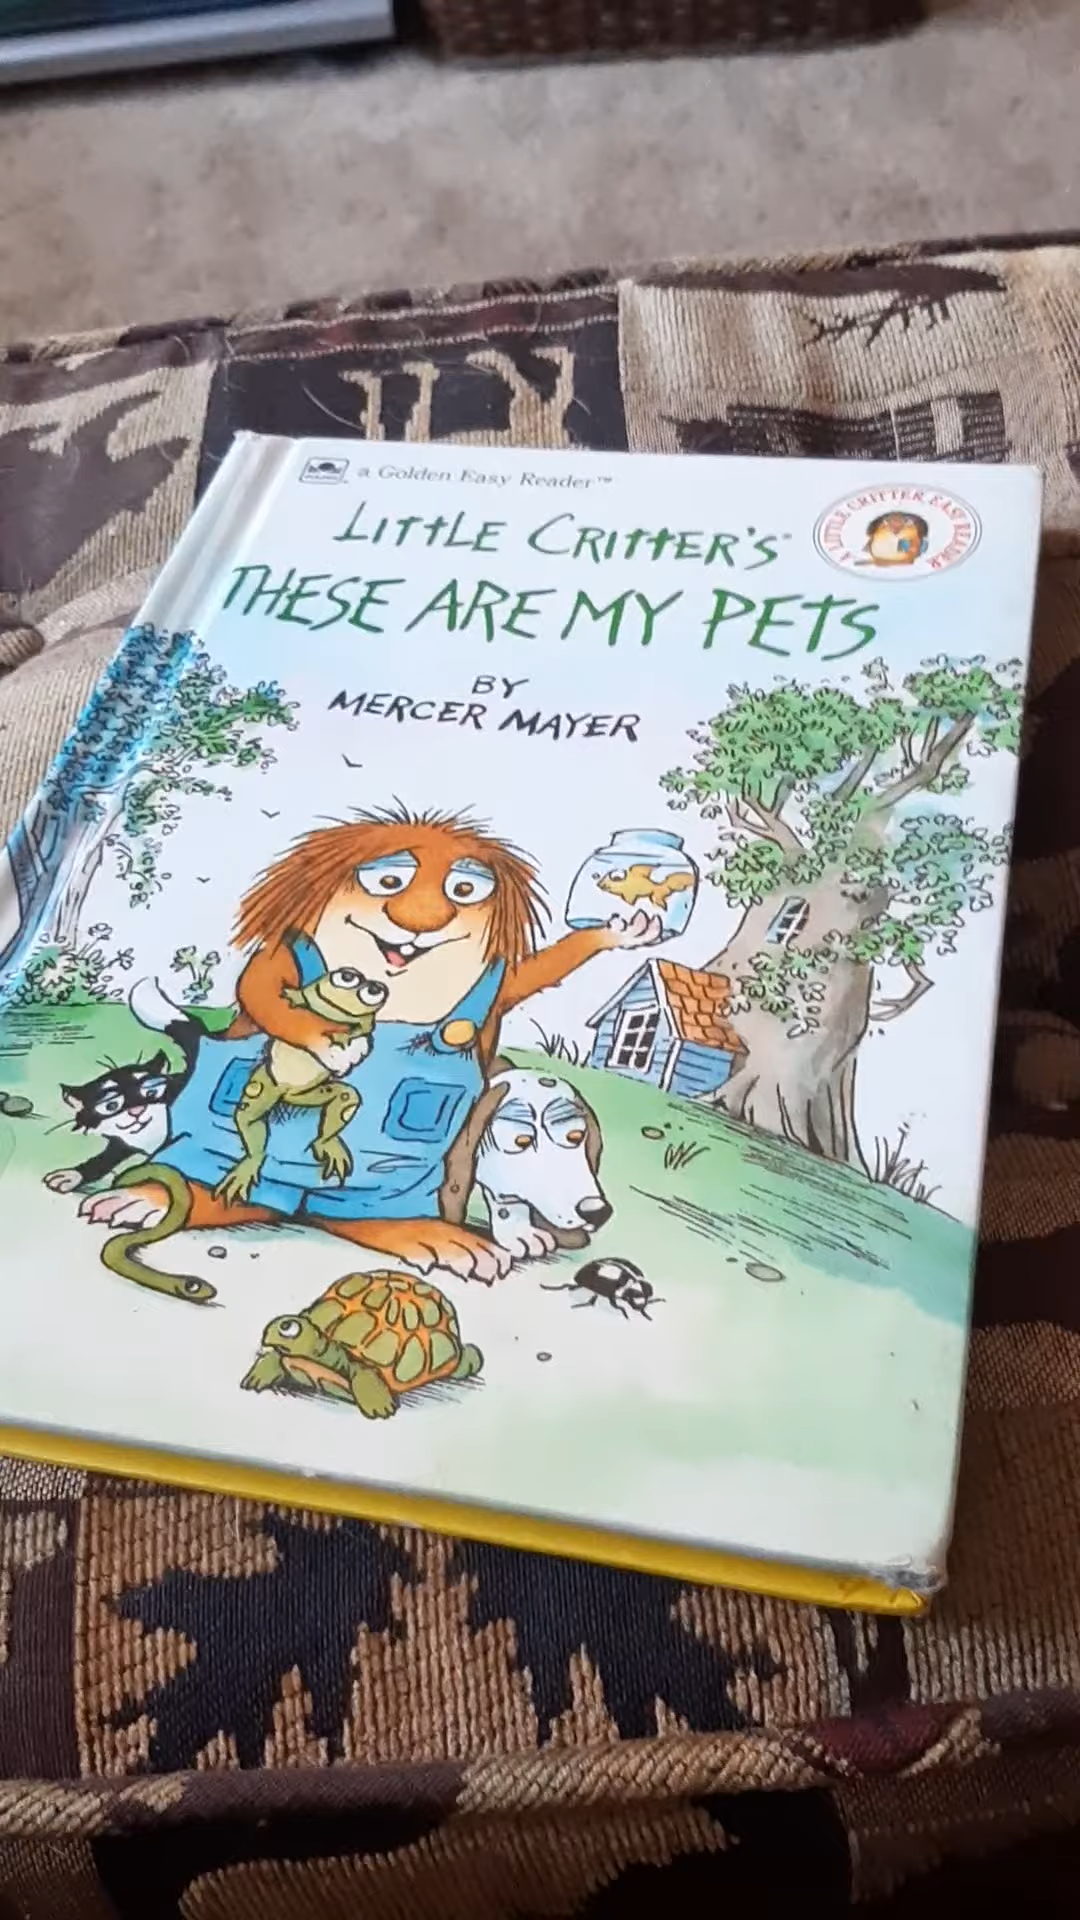 a Golden Easy Reader™
LITTLE CRITTER'S®
THESE ARE MY PETS
BY
MERCER MAYER
A LITTLE CRITTER EASY READER